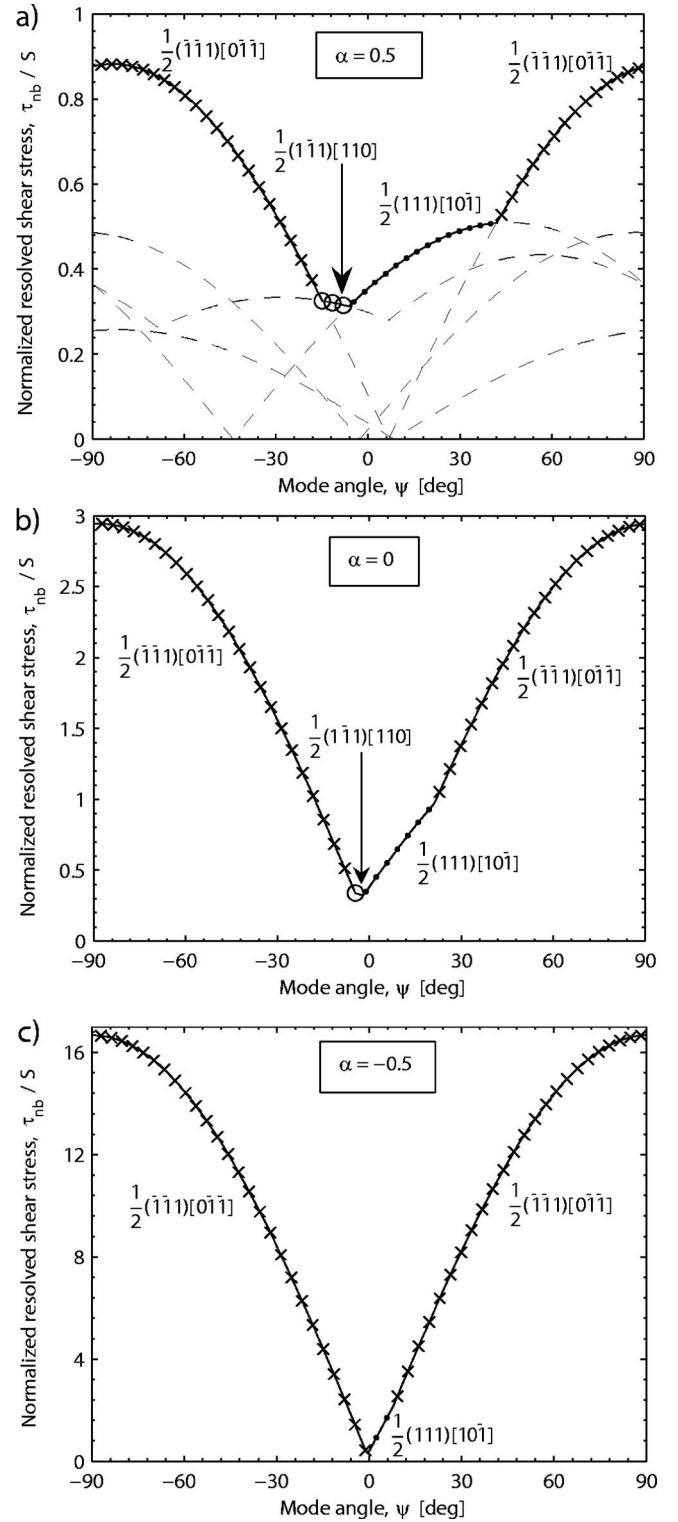 a)
1
0.8
0.6
0.4
0.2
0
Normalized resolved shear stress, τ_nb / S
½(1̄1̄1)[01̄1̄]
α = 0.5
½(1̄1̄1)[01̄1̄]
½(11̄1)[110]
½(111)[101̄]
−90 −60 −30 0 30 60 90
Mode angle, ψ [deg]
b)
3
2.5
2
1.5
1
0.5
0
Normalized resolved shear stress, τ_nb / S
α = 0
½(1̄1̄1)[01̄1̄]
½(1̄1̄1)[01̄1̄]
½(11̄1)[110]
½(111)[101̄]
−90 −60 −30 0 30 60 90
Mode angle, ψ [deg]
c)
16
12
8
4
0
Normalized resolved shear stress, τ_nb / S
α = −0.5
½(1̄1̄1)[01̄1̄]
½(1̄1̄1)[01̄1̄]
½(111)[101̄]
−90 −60 −30 0 30 60 90
Mode angle, ψ [deg]